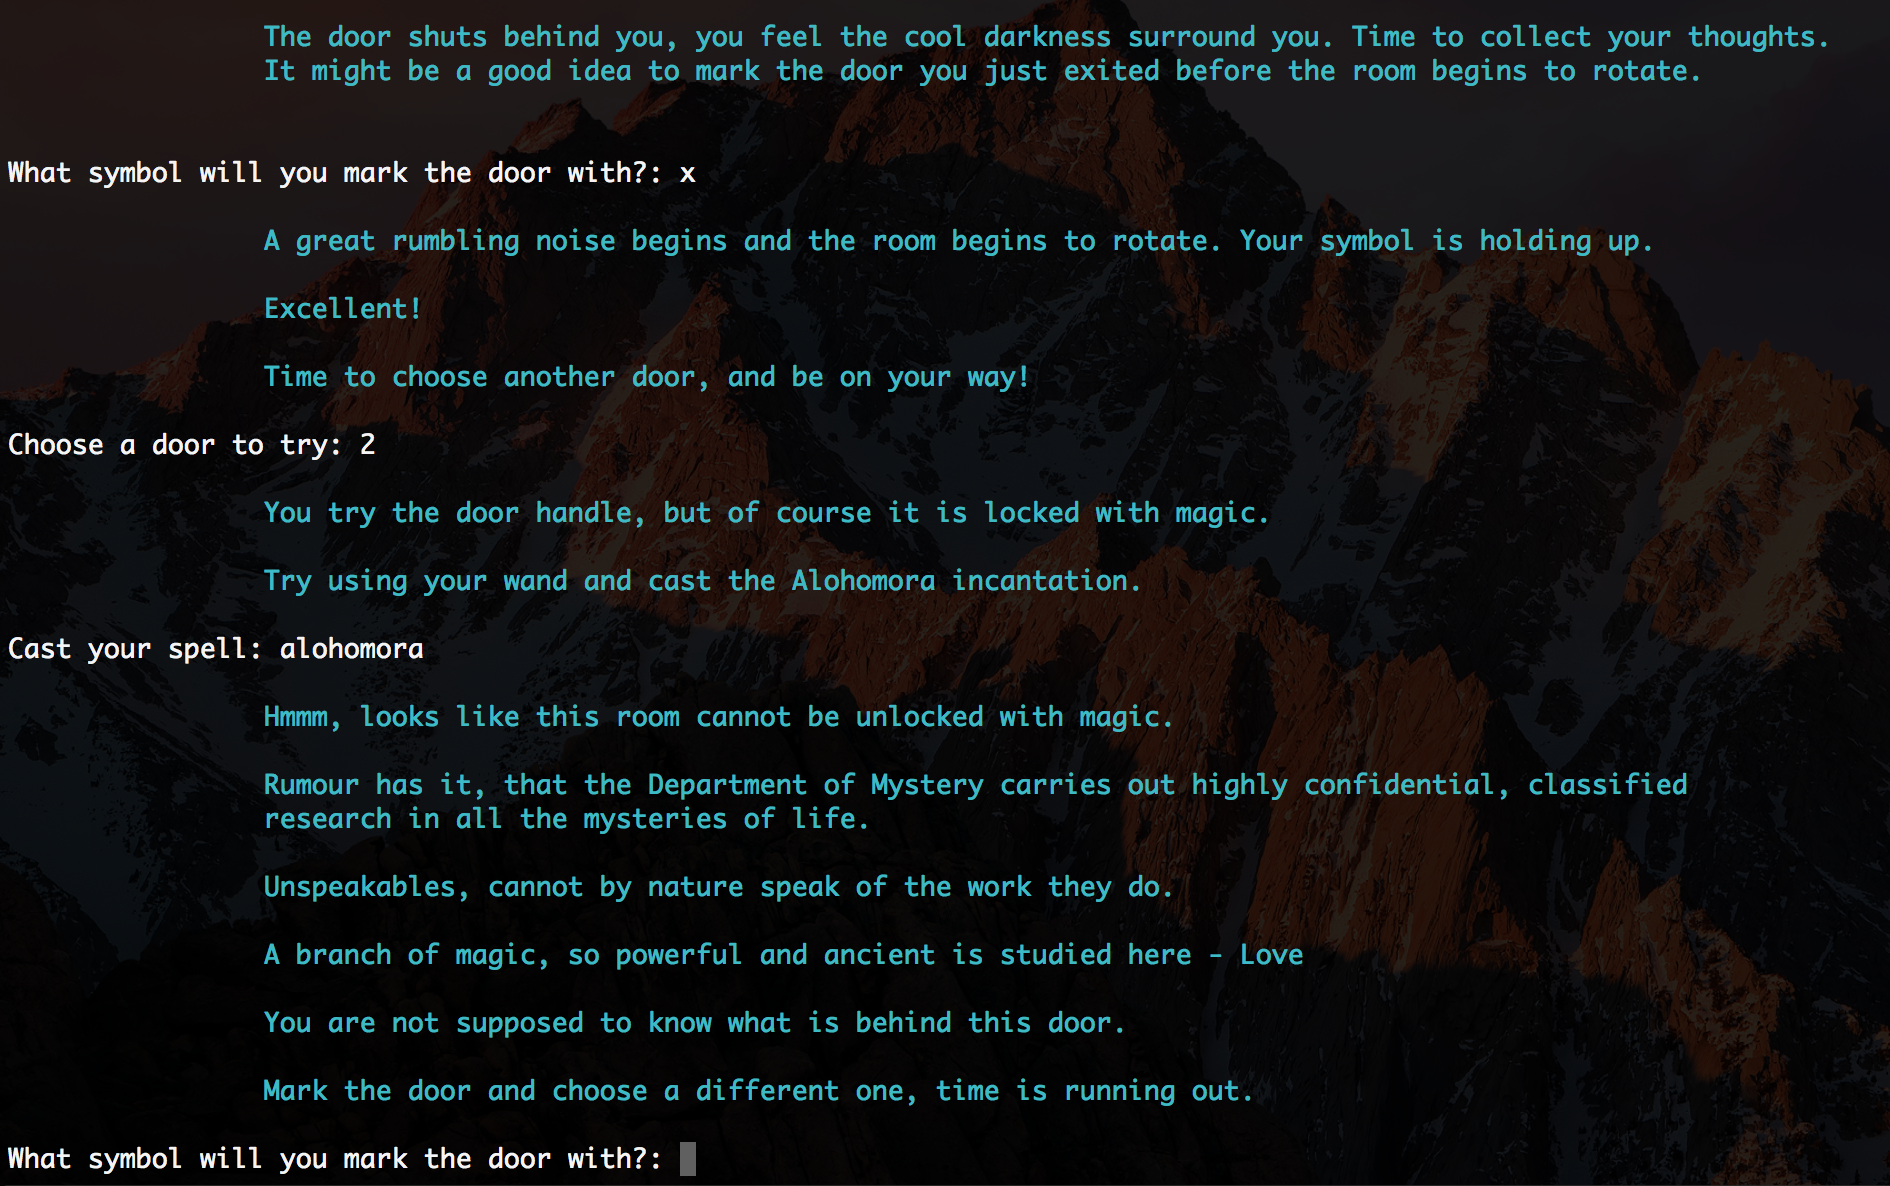 The door shuts behind you, you feel the cool darkness surround you. Time to collect your thoughts.
It might be a good idea to mark the door you just exited before the room begins to rotate.
What symbol will you mark the door with?: x
A great rumbling noise begins and the room begins to rotate. Your symbol is holding up.
Excellent!
Time to choose another door, and be on your way!
Choose a door to try: 2
You try the door handle, but of course it is locked with magic.
Try using your wand and cast the Alohomora incantation.
Cast your spell: alohomora
Hmmm, looks like this room cannot be unlocked with magic.
Rumour has it, that the Department of Mystery carries out highly confidential, classified
research in all the mysteries of life.
Unspeakables, cannot by nature speak of the work they do.
A branch of magic, so powerful and ancient is studied here - Love
You are not supposed to know what is behind this door.
Mark the door and choose a different one, time is running out.
What symbol will you mark the door with?: